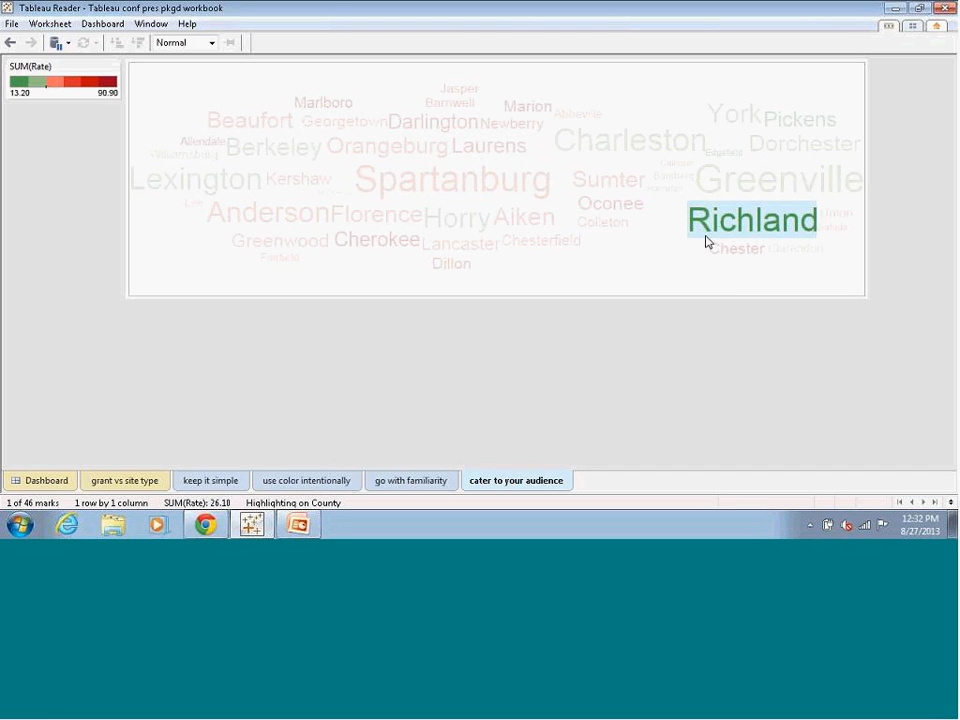 Tableau Reader - Tableau conf pres pkgd workbook
File Worksheet Dashboard Window Help
Normal
SUM(Rate)
13.20 90.90
Jasper
Marlboro Barnwell Marion
Beaufort Georgetown Darlington Newberry Abbeville York Pickens
Allendale Berkeley Orangeburg Laurens Charleston Dorchester
Williamsburg Edgefield
Lexington Kershaw Spartanburg Sumter Greenville
Lee Oconee
Anderson Florence Horry Aiken Colleton Richland Union
Greenwood Cherokee Lancaster Chesterfield Chester Clarendon
Fairfield Dillon
Dashboard grant vs site type keep it simple use color intentionally go with familiarity cater to your audience
1 of 46 marks 1 row by 1 column SUM(Rate): 26.10 Highlighting on County
12:32 PM
8/27/2013